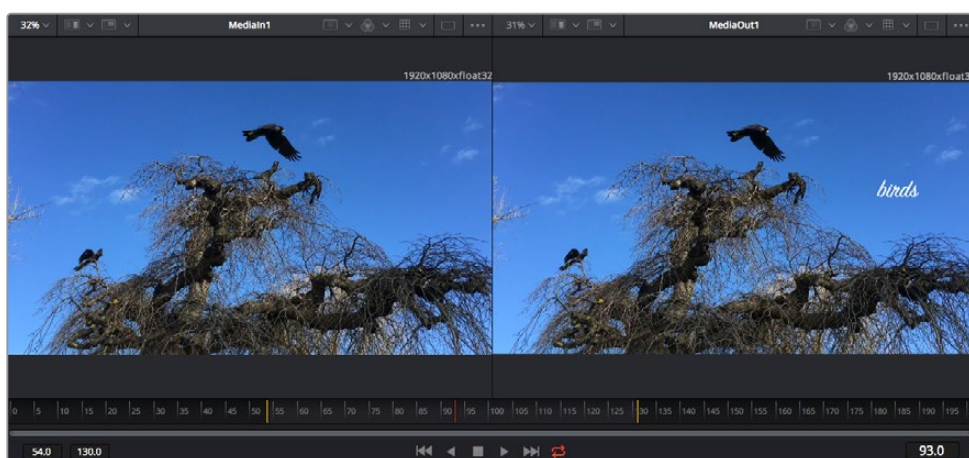 32% MediaIn1
31% MediaOut1
1920x1080xfloat32
1920x1080xfloat3
birds
0 5 10 15 20 25 30 35 40 45 50 55 60 65 70 75 80 85 90 95 100 105 110 115 120 125 130 135 140 145 150 155 160 165 170 175 180 185 190 195
54.0 130.0 93.0